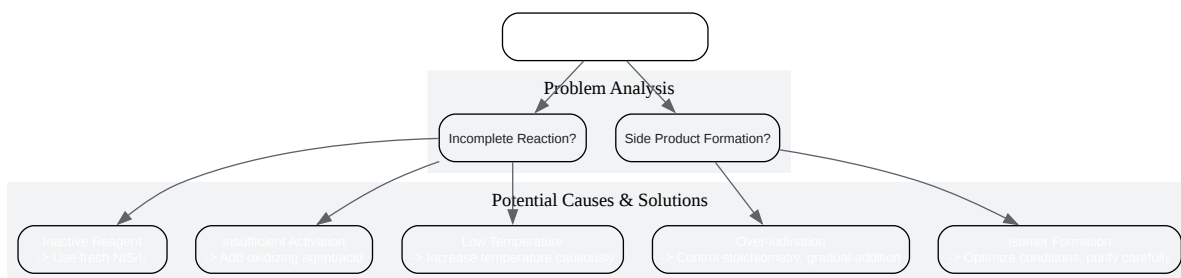 Problem Analysis
Incomplete Reaction?
Side Product Formation?
Potential Causes & Solutions
Inactive Reagent
-> Use fresh NIS/I₂
Insufficient Activation
-> Add oxidizing agent/acid
Low Temperature
-> Increase temperature cautiously
Over-iodination
-> Control stoichiometry, gradual addition
Isomer Formation
-> Optimize conditions, purify carefully